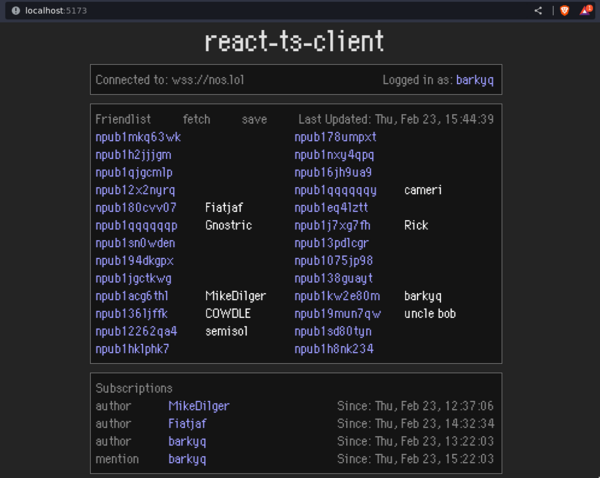 localhost:5173
react-ts-client
Connected to: wss://nos.lol Logged in as: barkyq
Friendlist fetch save Last Updated: Thu, Feb 23, 15:44:39
npub1mkq63wk npub178umpxt
npub1h2jjjgm npub1nxy4qpq
npub1qjgcmlp npub16jh9ua9
npub12x2nyrq npub1qqqqqqy cameri
npub180cvv07 Fiatjaf npub1eq4lztt
npub1qqqqqqp Gnostric npub1j7xg7fh Rick
npub1sn0wden npub13pdlcgr
npub194dkgpx npub1075jp98
npub1jgctkwg npub138guayt
npub1acg6thl MikeDilger npub1kw2e80m barkyq
npub136ljffk COWDLE npub19mun7qw uncle bob
npub12262qa4 semisol npub1sd80tyn
npub1hklphk7 npub1h8nk234
Subscriptions
author MikeDilger Since: Thu, Feb 23, 12:37:06
author Fiatjaf Since: Thu, Feb 23, 14:32:34
author barkyq Since: Thu, Feb 23, 13:22:03
mention barkyq Since: Thu, Feb 23, 15:22:03